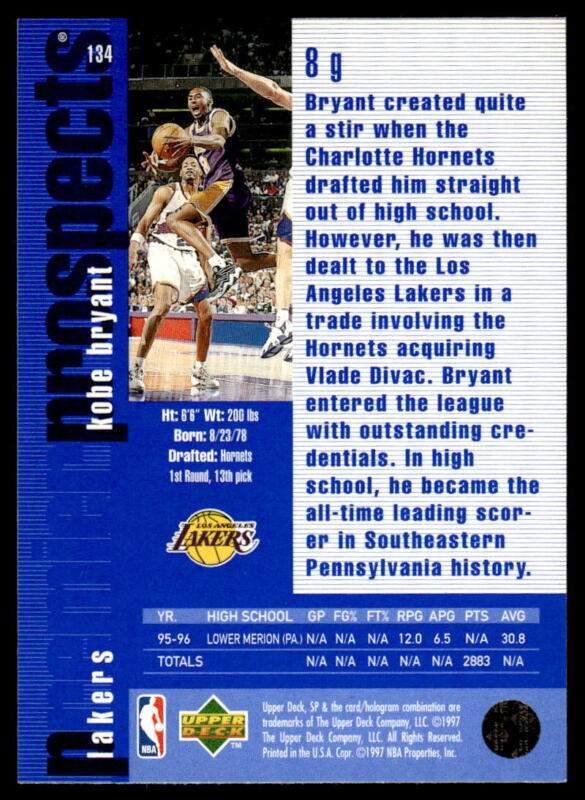 134
®
premier prospects
kobe bryant
lakers
8 g
Bryant created quite
a stir when the
Charlotte Hornets
drafted him straight
out of high school.
However, he was then
dealt to the Los
Angeles Lakers in a
trade involving the
Hornets acquiring
Vlade Divac. Bryant
entered the league
with outstanding cre-
dentials. In high
school, he became the
all-time leading scor-
er in Southeastern
Pennsylvania history.
Ht: 6'6" Wt: 200 lbs
Born: 8/23/78
Drafted: Hornets
1st Round, 13th pick
LOS ANGELES
LAKERS
YR. HIGH SCHOOL GP FG% FT% RPG APG PTS AVG
95-96 LOWER MERION (PA.) N/A N/A N/A 12.0 6.5 N/A 30.8
TOTALS N/A N/A N/A N/A N/A 2883 N/A
NBA
UPPER
DECK
TM
Upper Deck, SP & the card/hologram combination are
trademarks of The Upper Deck Company, LLC. ©1997
The Upper Deck Company, LLC. All Rights Reserved.
Printed in the U.S.A. Copr. ©1997 NBA Properties, Inc.